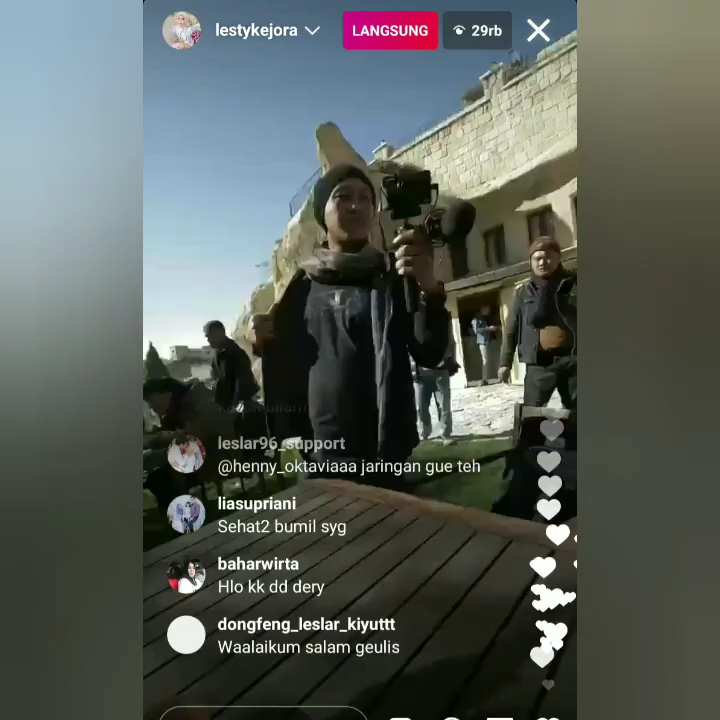 lestykejora
LANGSUNG
29rb
leslar96_support
@henny_oktaviaaa jaringan gue teh
liasupriani
Sehat2 bumil syg
baharwirta
Hlo kk dd dery
dongfeng_leslar_kiyuttt
Waalaikum salam geulis